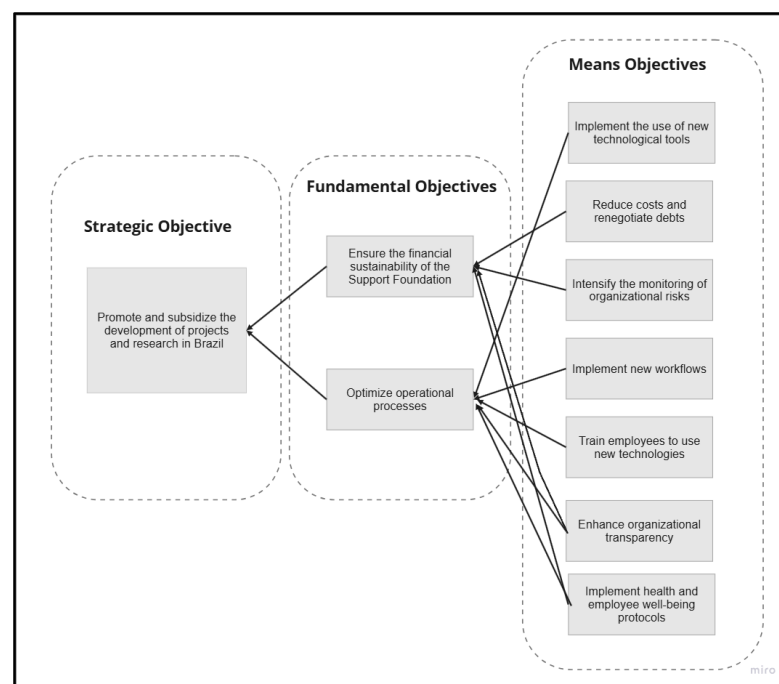 Means Objectives
Implement the use of new
technological tools
Reduce costs and
renegotiate debts
Intensify the monitoring of
organizational risks
Implement new workflows
Train employees to use
new technologies
Enhance organizational
transparency
Implement health and
employee well-being
protocols
Fundamental Objectives
Ensure the financial
sustainability of the
Support Foundation
Optimize operational
processes
Strategic Objective
Promote and subsidize the
development of projects
and research in Brazil
miro